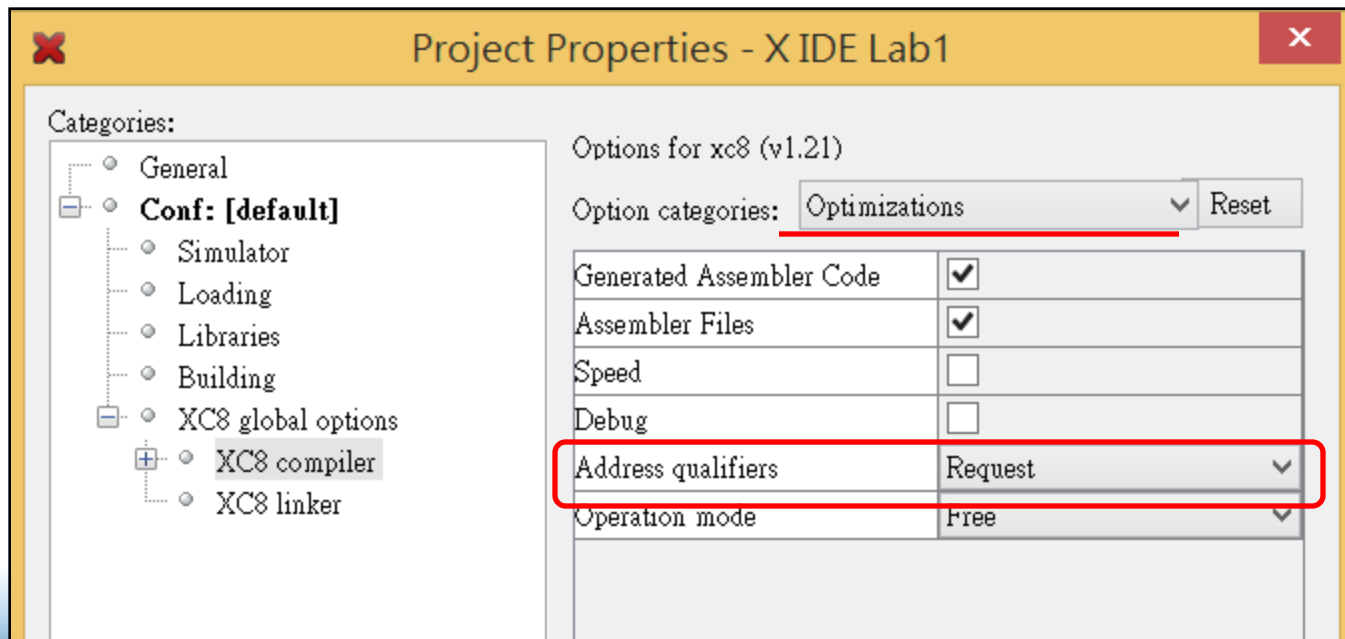 Project Properties - X IDE Lab1
Categories:
General
Conf: [default]
Simulator
Loading
Libraries
Building
XC8 global options
XC8 compiler
XC8 linker
Options for xc8 (v1.21)
Option categories: Optimizations Reset
Generated Assembler Code
Assembler Files
Speed
Debug
Address qualifiers Request
Operation mode Free